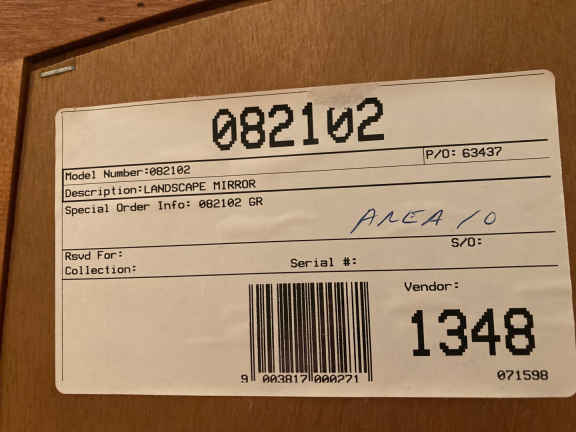 082102
Model Number:082102
P/O: 63437
Description:LANDSCAPE MIRROR
Special Order Info: 082102 GR
AREA 10
S/O:
Rsvd For:
Collection:
Serial #:
Vendor:
1348
9 003817 000271
071598